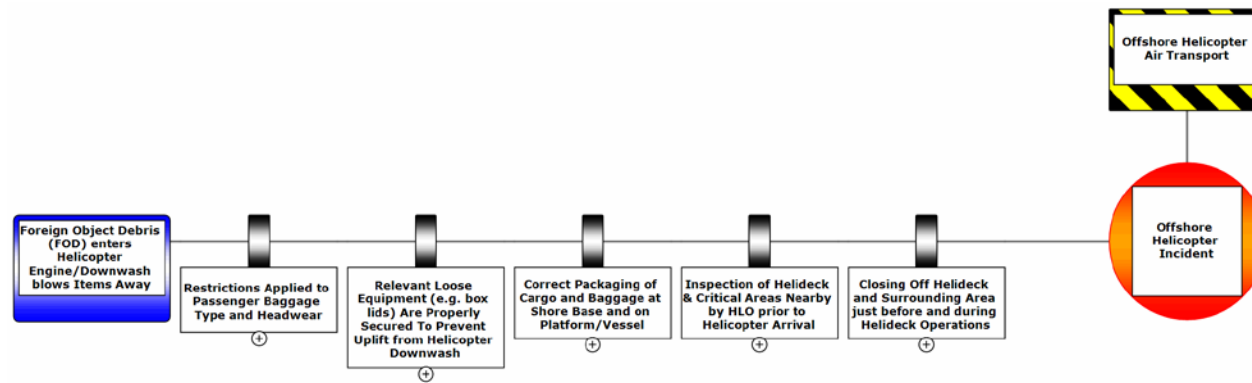 Offshore Helicopter
Air Transport
Foreign Object Debris
(FOD) enters
Helicopter
Engine/Downwash
blows Items Away
Restrictions Applied to
Passenger Baggage
Type and Headwear
Relevant Loose
Equipment (e.g. box
lids) Are Properly
Secured To Prevent
Uplift from Helicopter
Downwash
Correct Packaging of
Cargo and Baggage at
Shore Base and on
Platform/Vessel
Inspection of Helideck
& Critical Areas Nearby
by HLO prior to
Helicopter Arrival
Closing Off Helideck
and Surrounding Area
just before and during
Helideck Operations
Offshore
Helicopter
Incident